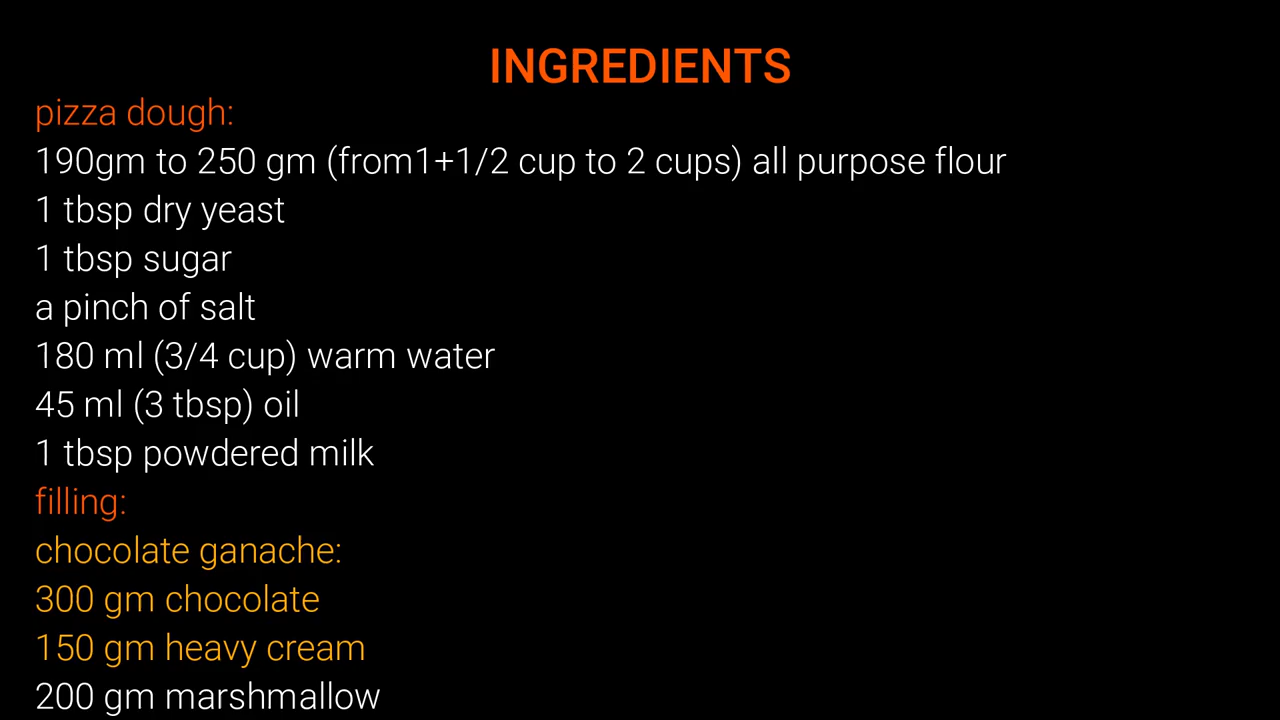 INGREDIENTS
pizza dough:
190gm to 250 gm (from1+1/2 cup to 2 cups) all purpose flour
1 tbsp dry yeast
1 tbsp sugar
a pinch of salt
180 ml (3/4 cup) warm water
45 ml (3 tbsp) oil
1 tbsp powdered milk
filling:
chocolate ganache:
300 gm chocolate
150 gm heavy cream
200 gm marshmallow